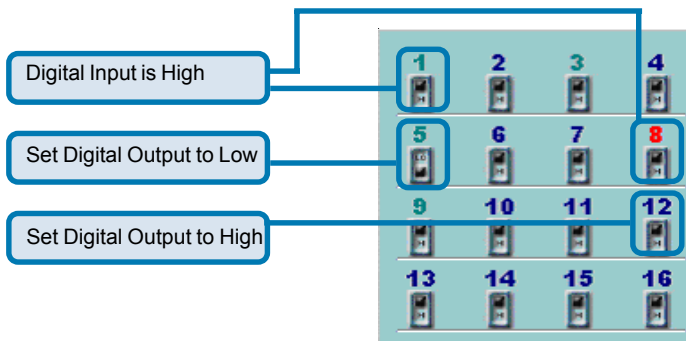 Digital Input is High
Set Digital Output to Low
Set Digital Output to High
1 2 3 4
H H H H
5 6 7 8
LO H H H
9 10 11 12
H H H H
13 14 15 16
H H H H